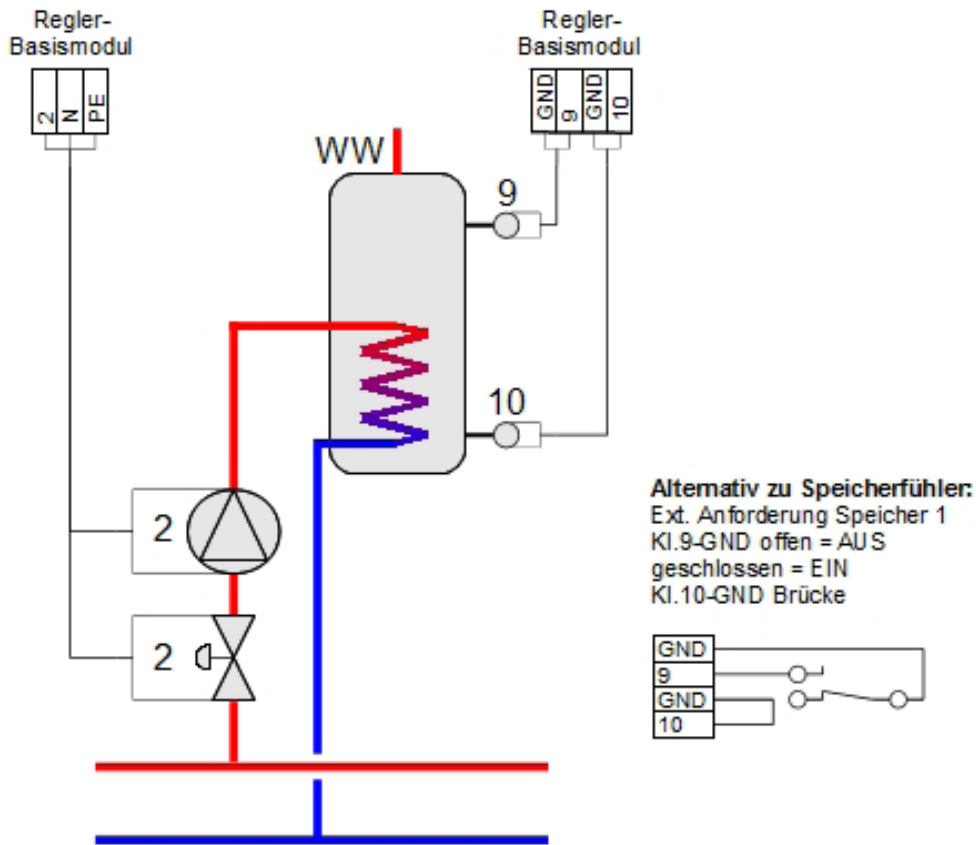 Regler-
Basismodul
2
N
PE
Regler-
Basismodul
GND
9
GND
10
WW
9
10
2
2
Alternativ zu Speicherfühler:
Ext. Anforderung Speicher 1
Kl.9-GND offen = AUS
geschlossen = EIN
Kl.10-GND Brücke
GND
9
GND
10